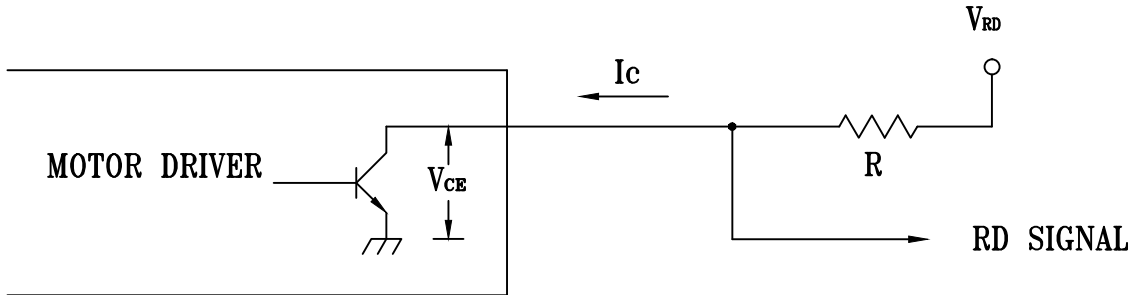 V_RD
Ic
MOTOR DRIVER
V_CE
R
RD SIGNAL